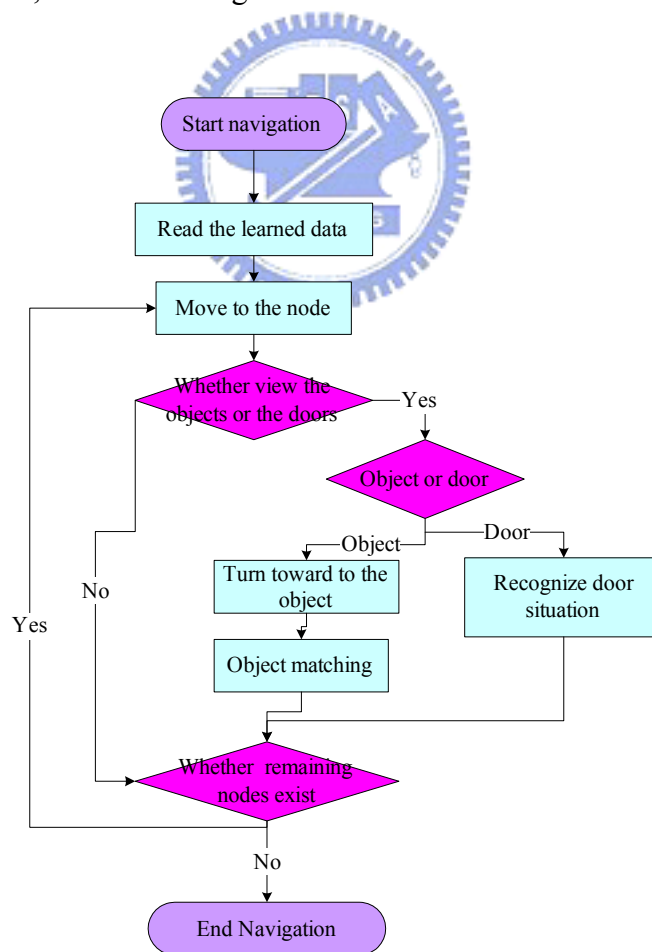 Start navigation
Read the learned data
Move to the node
Whether view the
objects or the doors
Yes
Object or door
Object
Door
Turn toward to the
object
Recognize door
situation
No
Yes
Object matching
Whether remaining
nodes exist
No
End Navigation